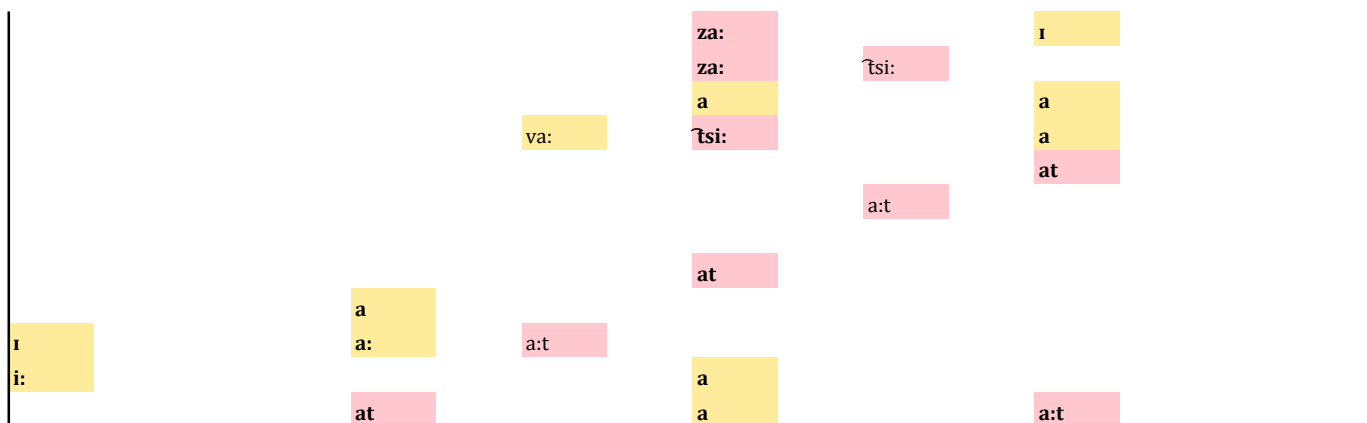 za: ɪ
za: t͡si:
a a
va: t͡si: a
at
a:t
at
a
ɪ a: a:t
i: a
at a a:t